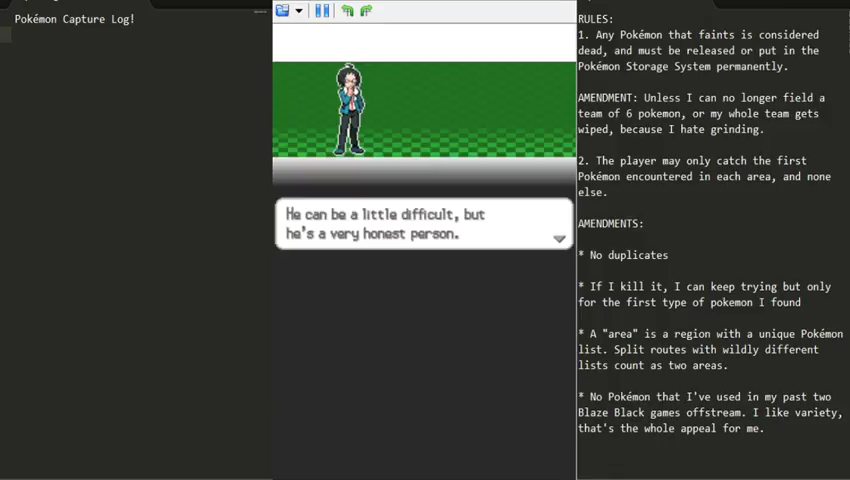 Pokémon Capture Log!
He can be a little difficult, but
he's a very honest person.
RULES:
1. Any Pokémon that faints is considered
dead, and must be released or put in the
Pokémon Storage System permanently.
AMENDMENT: Unless I can no longer field a
team of 6 pokemon, or my whole team gets
wiped, because I hate grinding.
2. The player may only catch the first
Pokémon encountered in each area, and none
else.
AMENDMENTS:
* No duplicates
* If I kill it, I can keep trying but only
for the first type of pokemon I found
* A "area" is a region with a unique Pokémon
list. Split routes with wildly different
lists count as two areas.
* No Pokémon that I've used in my past two
Blaze Black games offstream. I like variety,
that's the whole appeal for me.